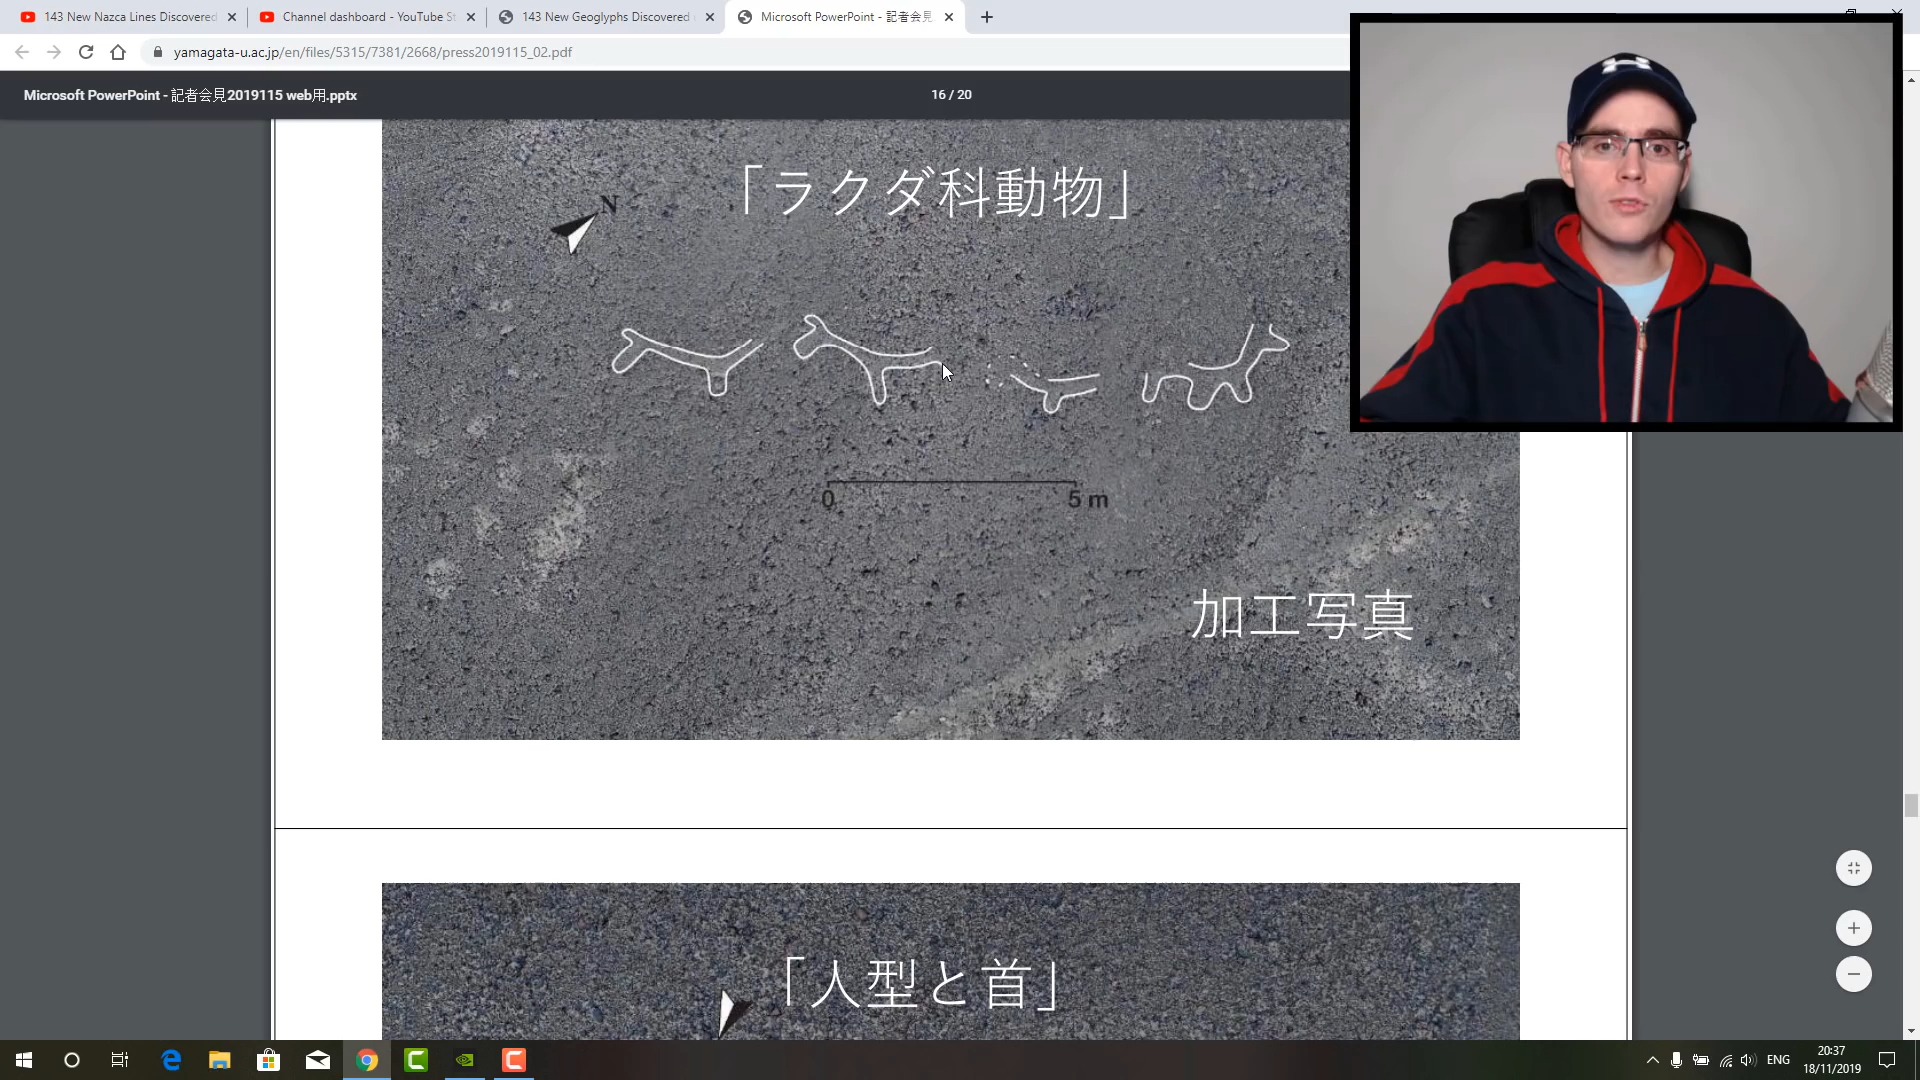 143 New Nazca Lines Discovered
Channel dashboard - YouTube St
143 New Geoglyphs Discovered
Microsoft PowerPoint - 記者会見
yamagata-u.ac.jp/en/files/5315/7381/2668/press2019115_02.pdf
Microsoft PowerPoint - 記者会見2019115 web用.pptx
16 / 20
「ラクダ科動物」
N
0
5 m
加工写真
「人型と首」
ENG
20:37
18/11/2019